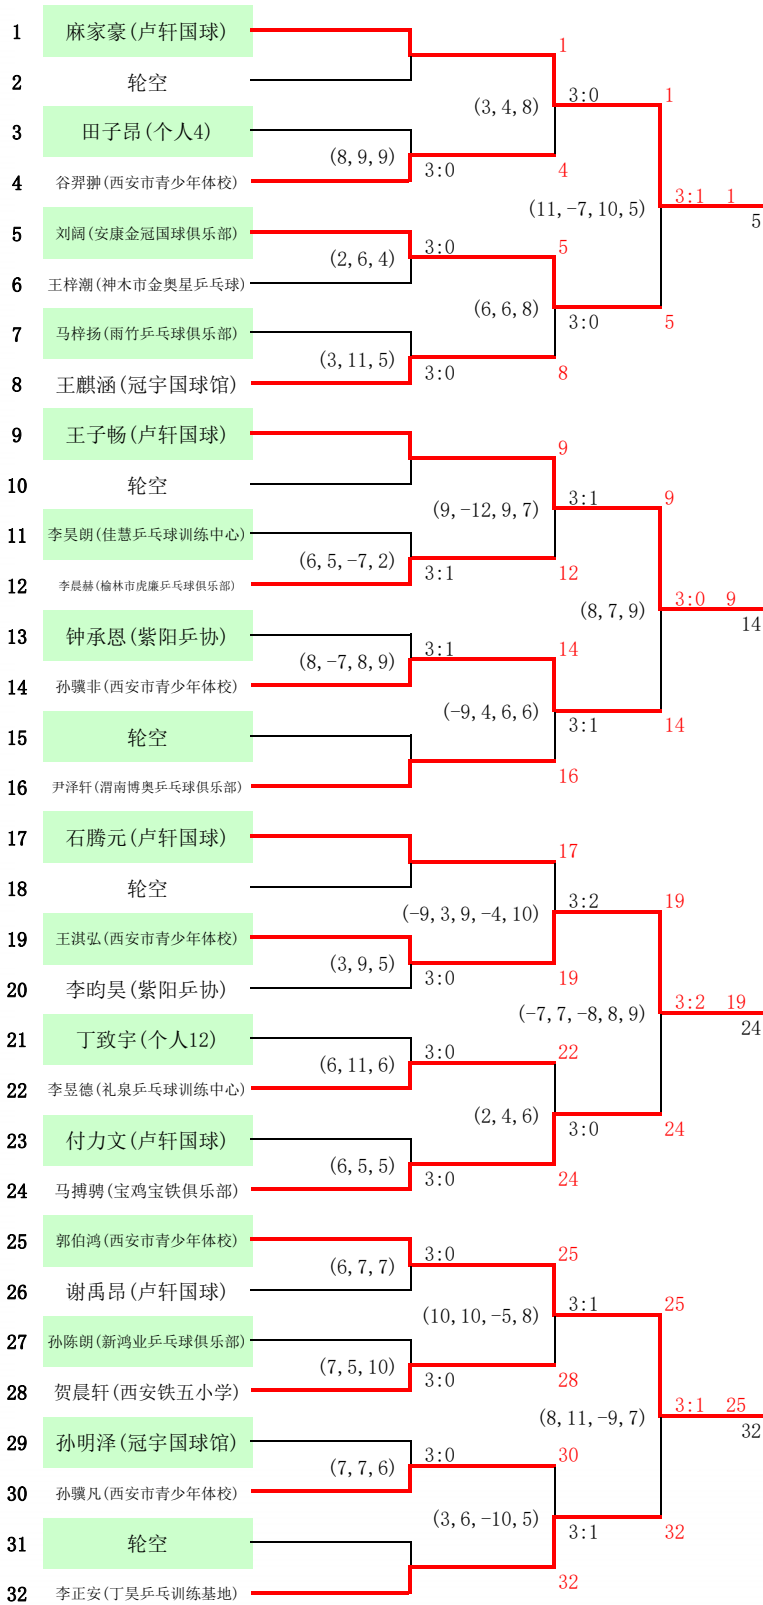 1 麻家豪(卢轩国球)
1
2 轮空
(3, 4, 8) 3:0 1
3 田子昂(个人4)
(8, 9, 9) 3:0 4
4 谷羿翀(西安市青少年体校)
(11, -7, 10, 5) 3:1 1
5
5 刘阔(安康金冠国球俱乐部)
(2, 6, 4) 3:0 5
6 王梓潮(神木市金奥星乒乓球)
(6, 6, 8) 3:0 5
7 马梓扬(雨竹乒乓球俱乐部)
(3, 11, 5) 3:0 8
8 王麒涵(冠宇国球馆)
9 王子畅(卢轩国球)
9
10 轮空
(9, -12, 9, 7) 3:1 9
11 李昊朗(佳慧乒乓球训练中心)
(6, 5, -7, 2) 3:1 12
12 李晨赫(榆林市虎廉乒乓球俱乐部)
(8, 7, 9) 3:0 9
14
13 钟承恩(紫阳乒协)
(8, -7, 8, 9) 3:1 14
14 孙骥非(西安市青少年体校)
(-9, 4, 6, 6) 3:1 14
15 轮空
16
16 尹泽轩(渭南博奥乒乓球俱乐部)
17 石腾元(卢轩国球)
17
18 轮空
(-9, 3, 9, -4, 10) 3:2 19
19 王淇弘(西安市青少年体校)
(3, 9, 5) 3:0 19
20 李昀昊(紫阳乒协)
(-7, 7, -8, 8, 9) 3:2 19
24
21 丁致宇(个人12)
(6, 11, 6) 3:0 22
22 李昱德(礼泉乒乓球训练中心)
(2, 4, 6) 3:0 24
23 付力文(卢轩国球)
(6, 5, 5) 3:0 24
24 马搏骋(宝鸡宝铁俱乐部)
25 郭伯鸿(西安市青少年体校)
(6, 7, 7) 3:0 25
26 谢禹昂(卢轩国球)
(10, 10, -5, 8) 3:1 25
27 孙陈朗(新鸿业乒乓球俱乐部)
(7, 5, 10) 3:0 28
28 贺晨轩(西安铁五小学)
(8, 11, -9, 7) 3:1 25
32
29 孙明泽(冠宇国球馆)
(7, 7, 6) 3:0 30
30 孙骥凡(西安市青少年体校)
(3, 6, -10, 5) 3:1 32
31 轮空
32
32 李正安(丁昊乒乓训练基地)